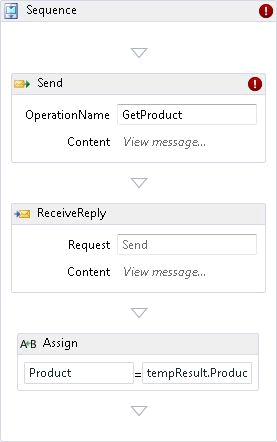 Sequence
Send
OperationName GetProduct
Content View message...
ReceiveReply
Request Send
Content View message...
A+B Assign
Product = tempResult.Produc